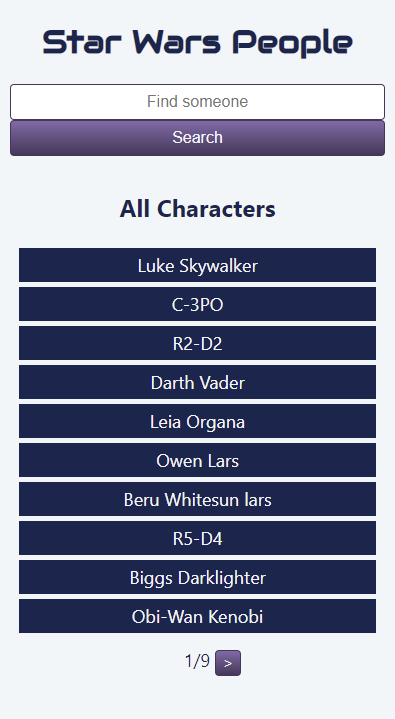 Star Wars People
Find someone
Search
All Characters
Luke Skywalker
C-3PO
R2-D2
Darth Vader
Leia Organa
Owen Lars
Beru Whitesun lars
R5-D4
Biggs Darklighter
Obi-Wan Kenobi
1/9 >